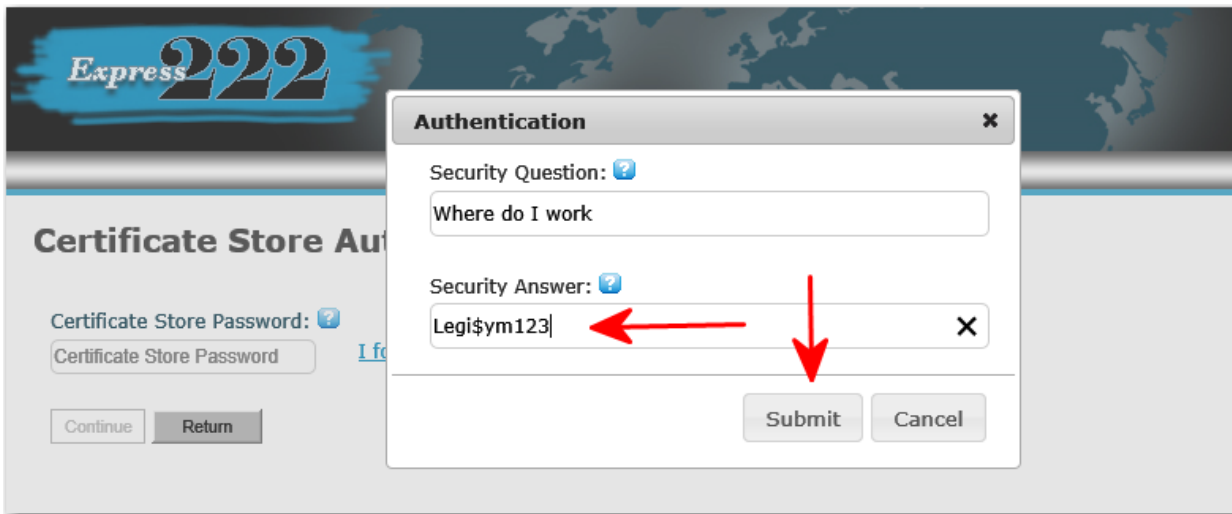 Express 222
Authentication
Security Question:
Where do I work
Certificate Store Au
Security Answer:
Certificate Store Password:
Legi$ym123
Certificate Store Password
I fo
Continue Return
Submit Cancel